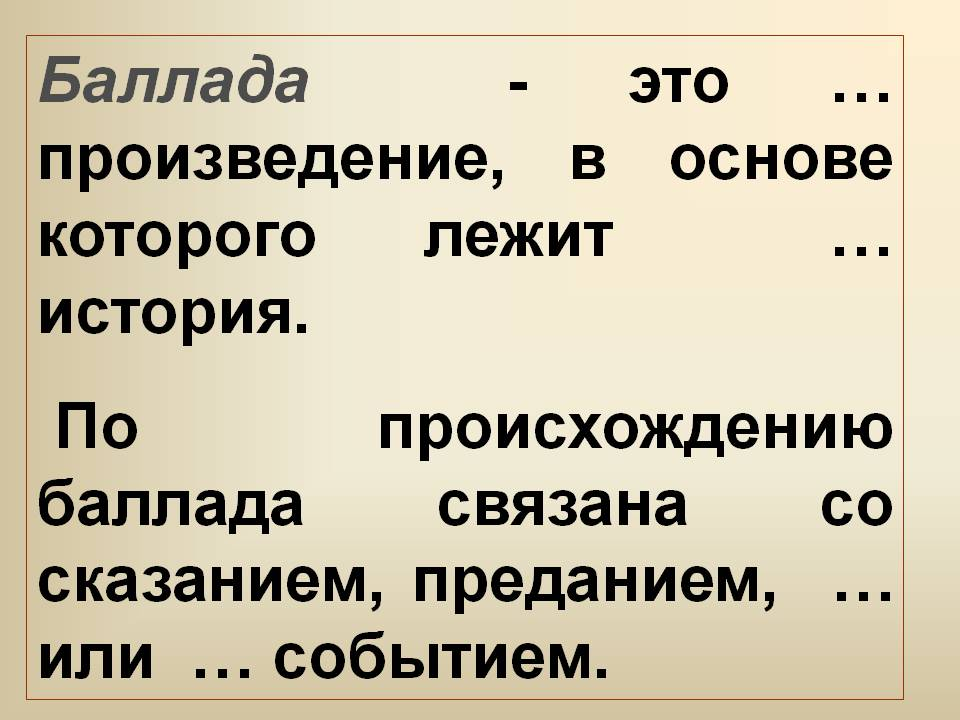 Баллада - это …
произведение, в основе
которого лежит …
история.
По происхождению
баллада связана со
сказанием, преданием, …
или … событием.